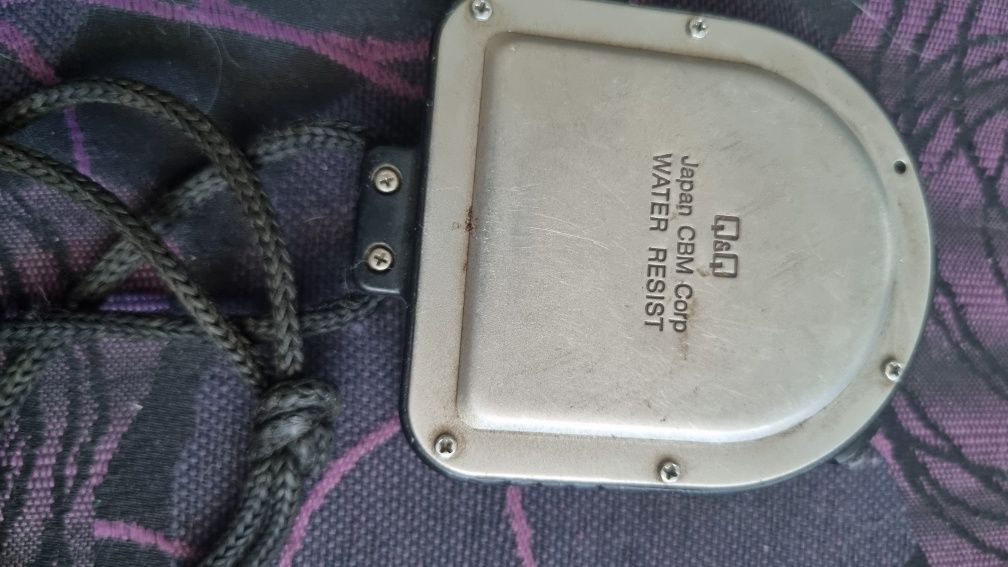 Q&Q
Japan CBM Corp
WATER RESIST